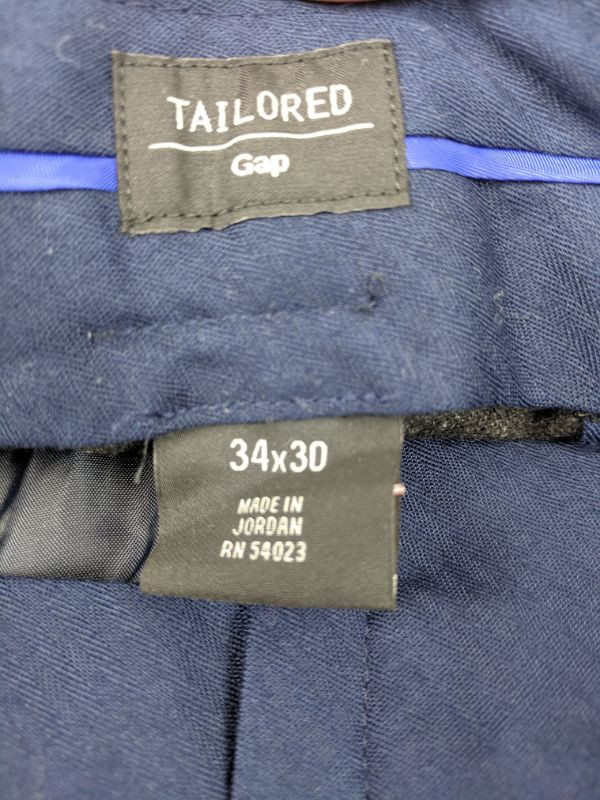 TAILORED
Gap
34x30
MADE IN
JORDAN
RN 54023